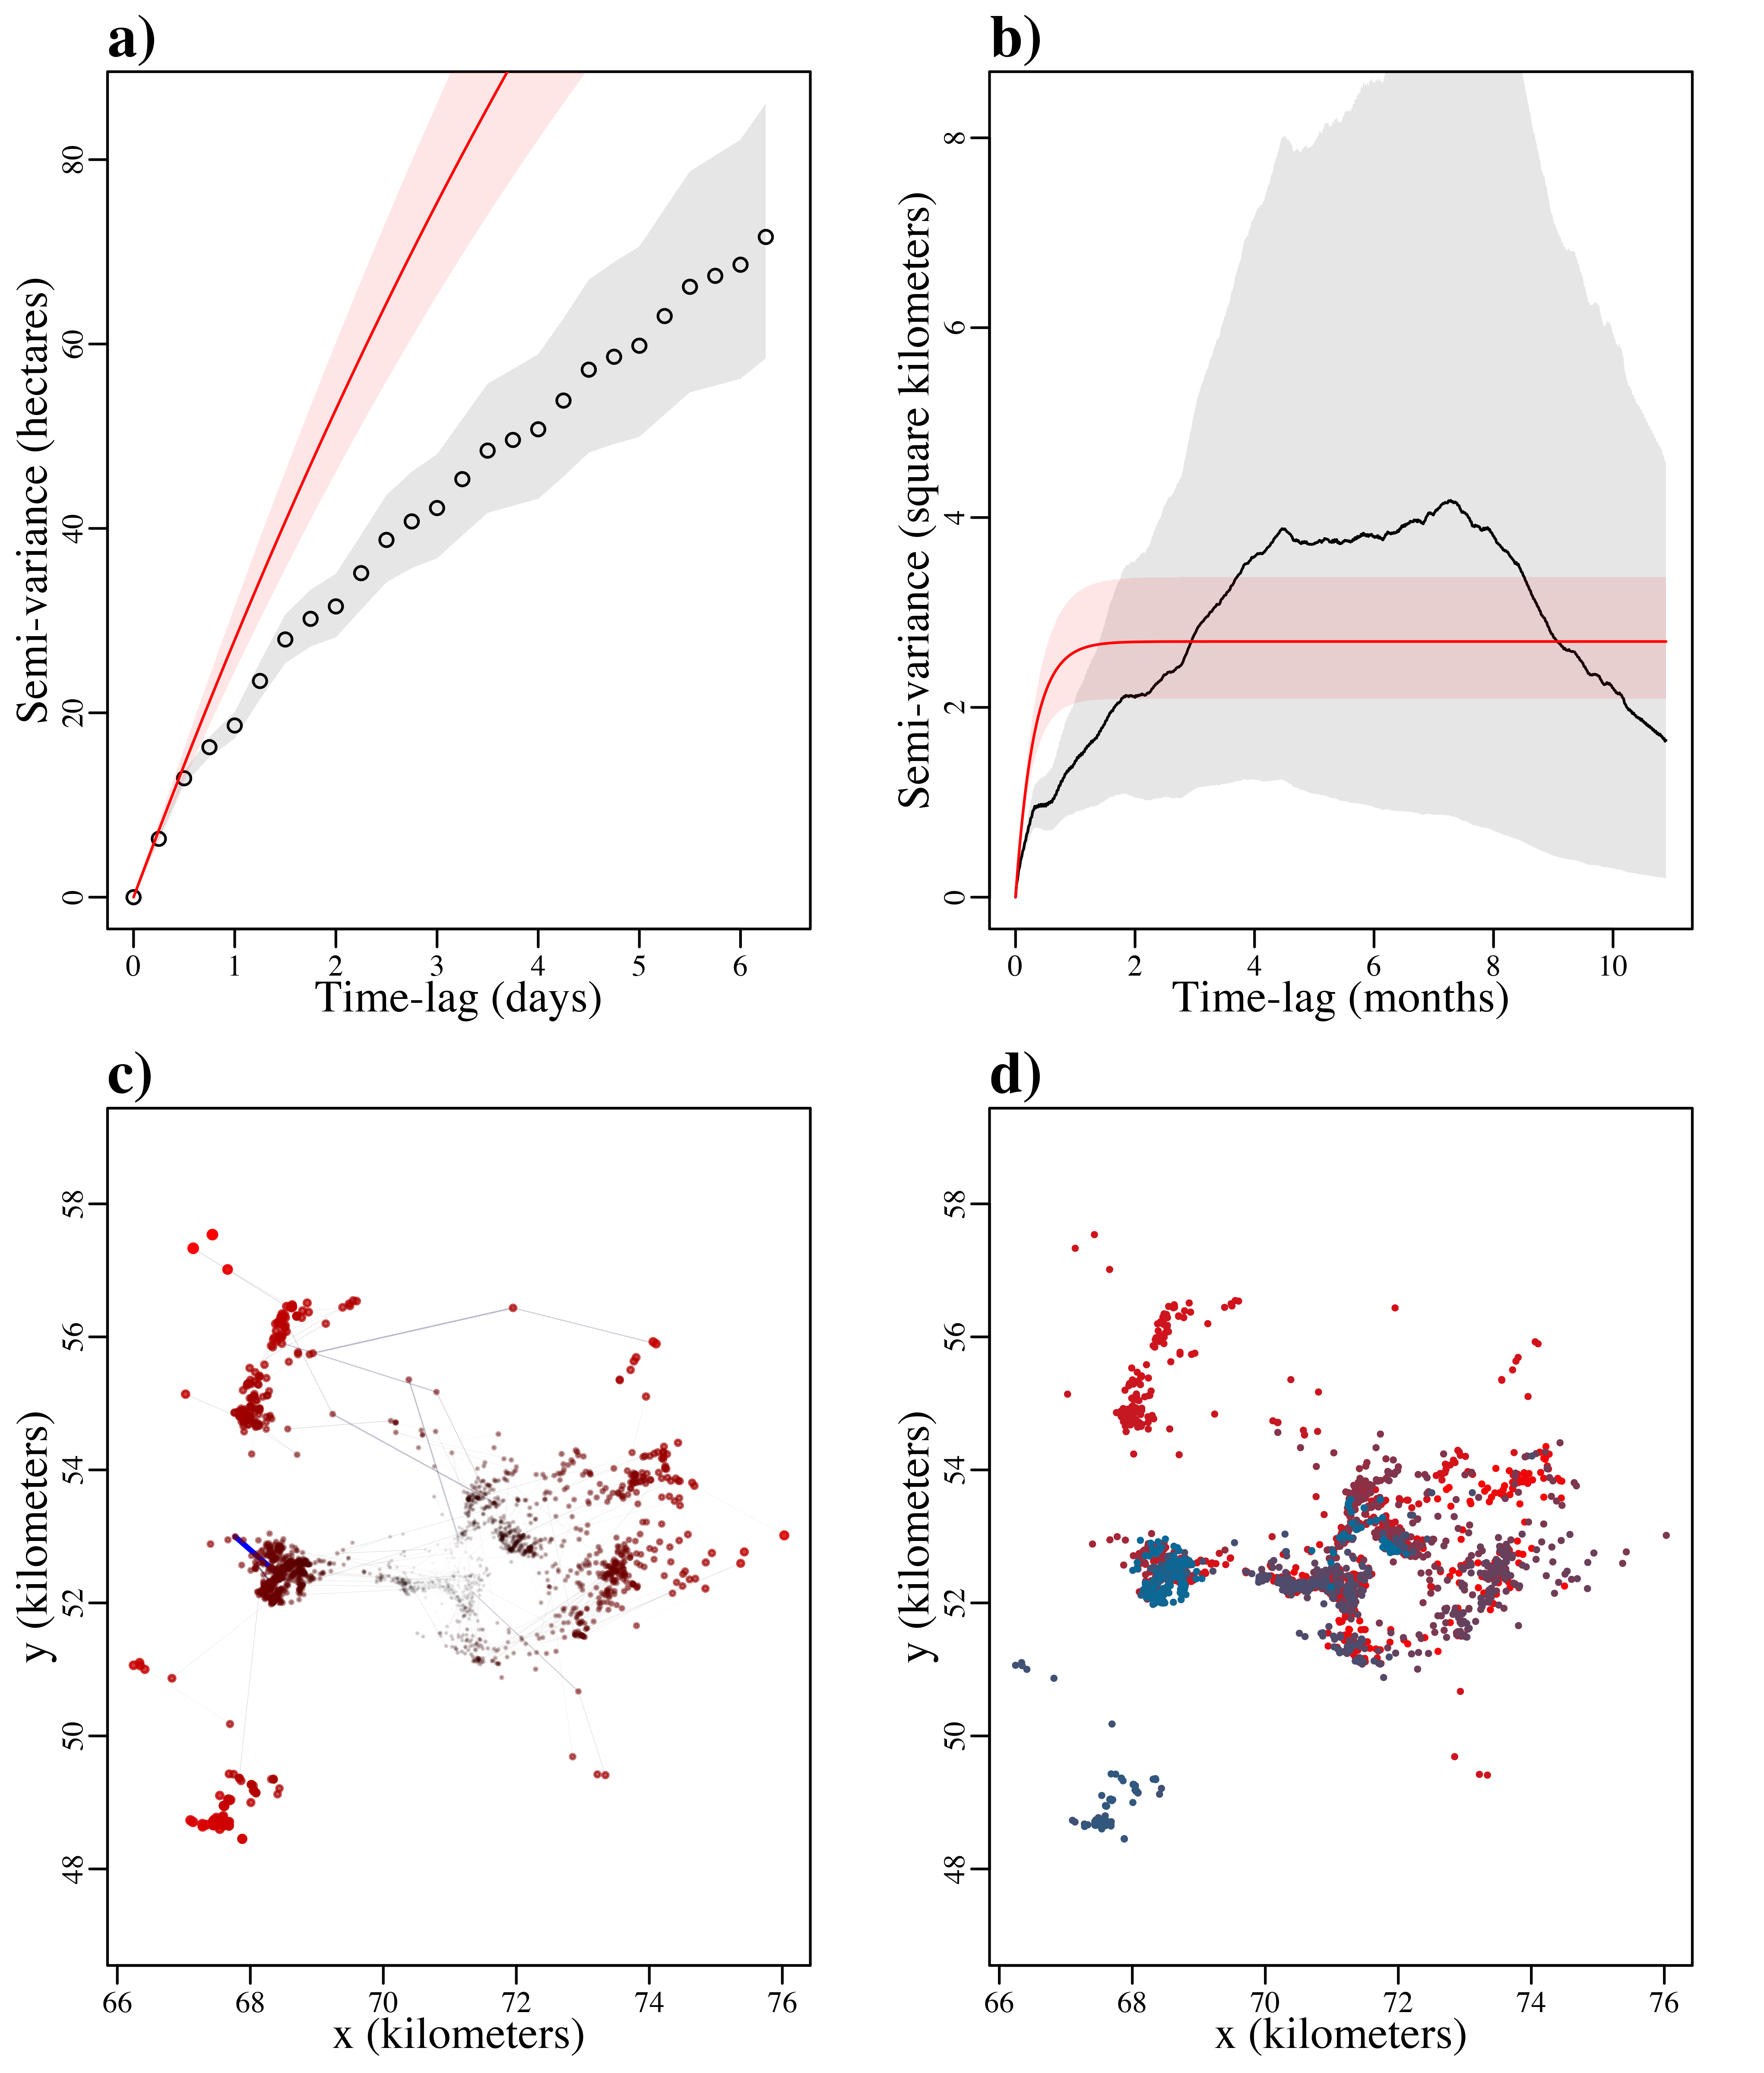 a)
Semi-variance (hectares)
0 20 40 60 80
0 1 2 3 4 5 6
Time-lag (days)
b)
Semi-variance (square kilometers)
0 2 4 6 8
0 2 4 6 8 10
Time-lag (months)
c)
y (kilometers)
48 50 52 54 56 58
66 68 70 72 74 76
x (kilometers)
d)
y (kilometers)
48 50 52 54 56 58
66 68 70 72 74 76
x (kilometers)